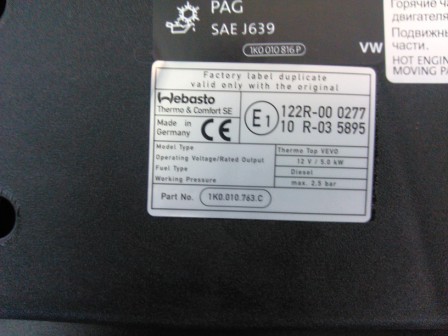 PAG
SAE J639
1K0 010 816 P
VW
Горячие ча
двигателя
Подвижны
части.
HOT ENGIN
MOVING PA
Factory label duplicate
valid only with the original
Webasto
Thermo & Comfort SE
Made in
Germany
CE
E1
122R-00 0277
10 R-03 5895
Model Type Thermo Top VEVO
Operating Voltage/Rated Output 12 V / 5.0 kW
Fuel Type Diesel
Working Pressure max. 2,5 bar
Part No. 1K0.010.763.C